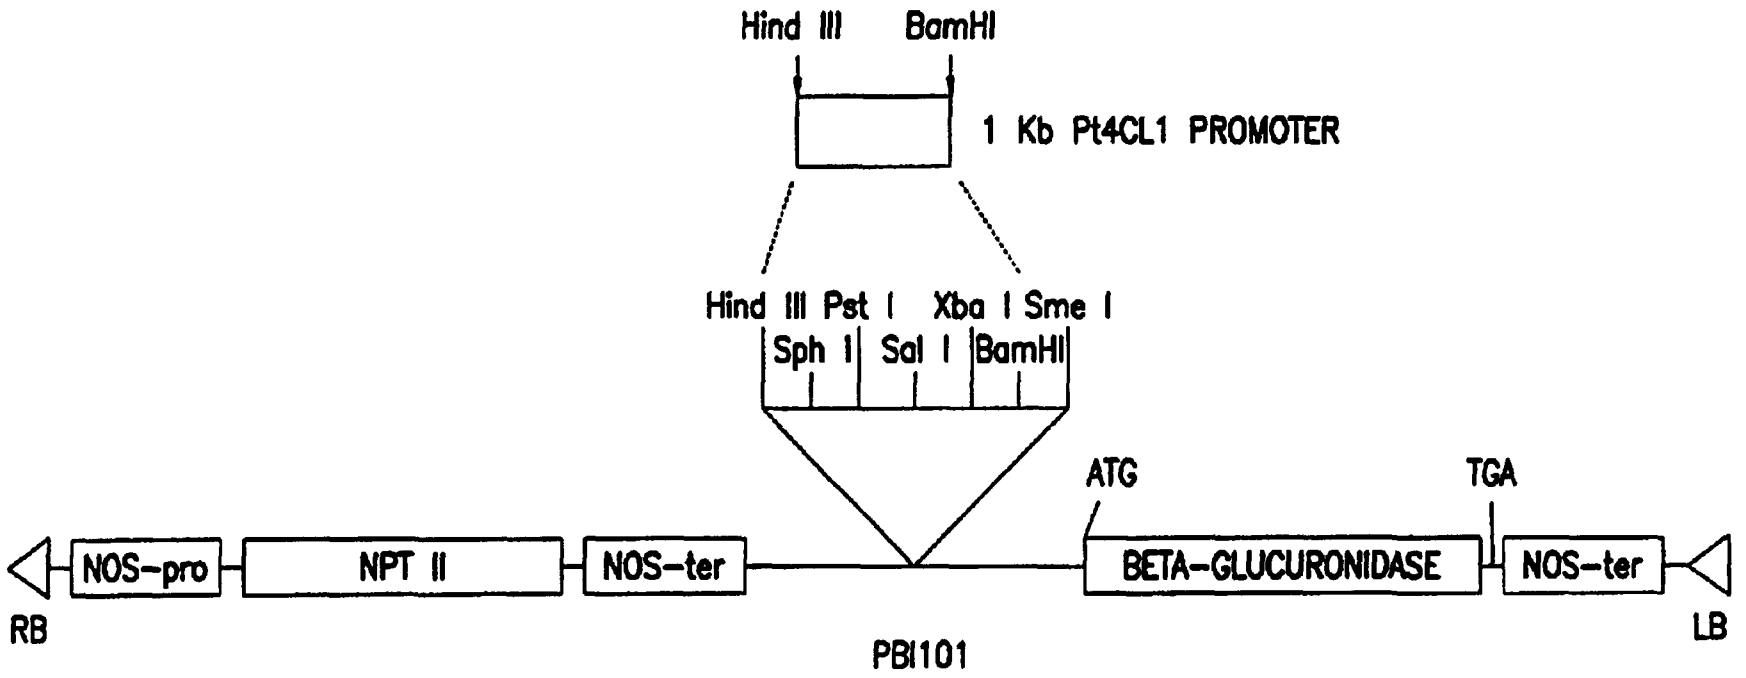 Hind III BamHI
1 Kb Pt4CL1 PROMOTER
Hind III Pst I Xba I Sme I
Sph I Sal I BamHI
ATG TGA
NOS-pro NPT II NOS-ter BETA-GLUCURONIDASE NOS-ter
RB LB
PBI101